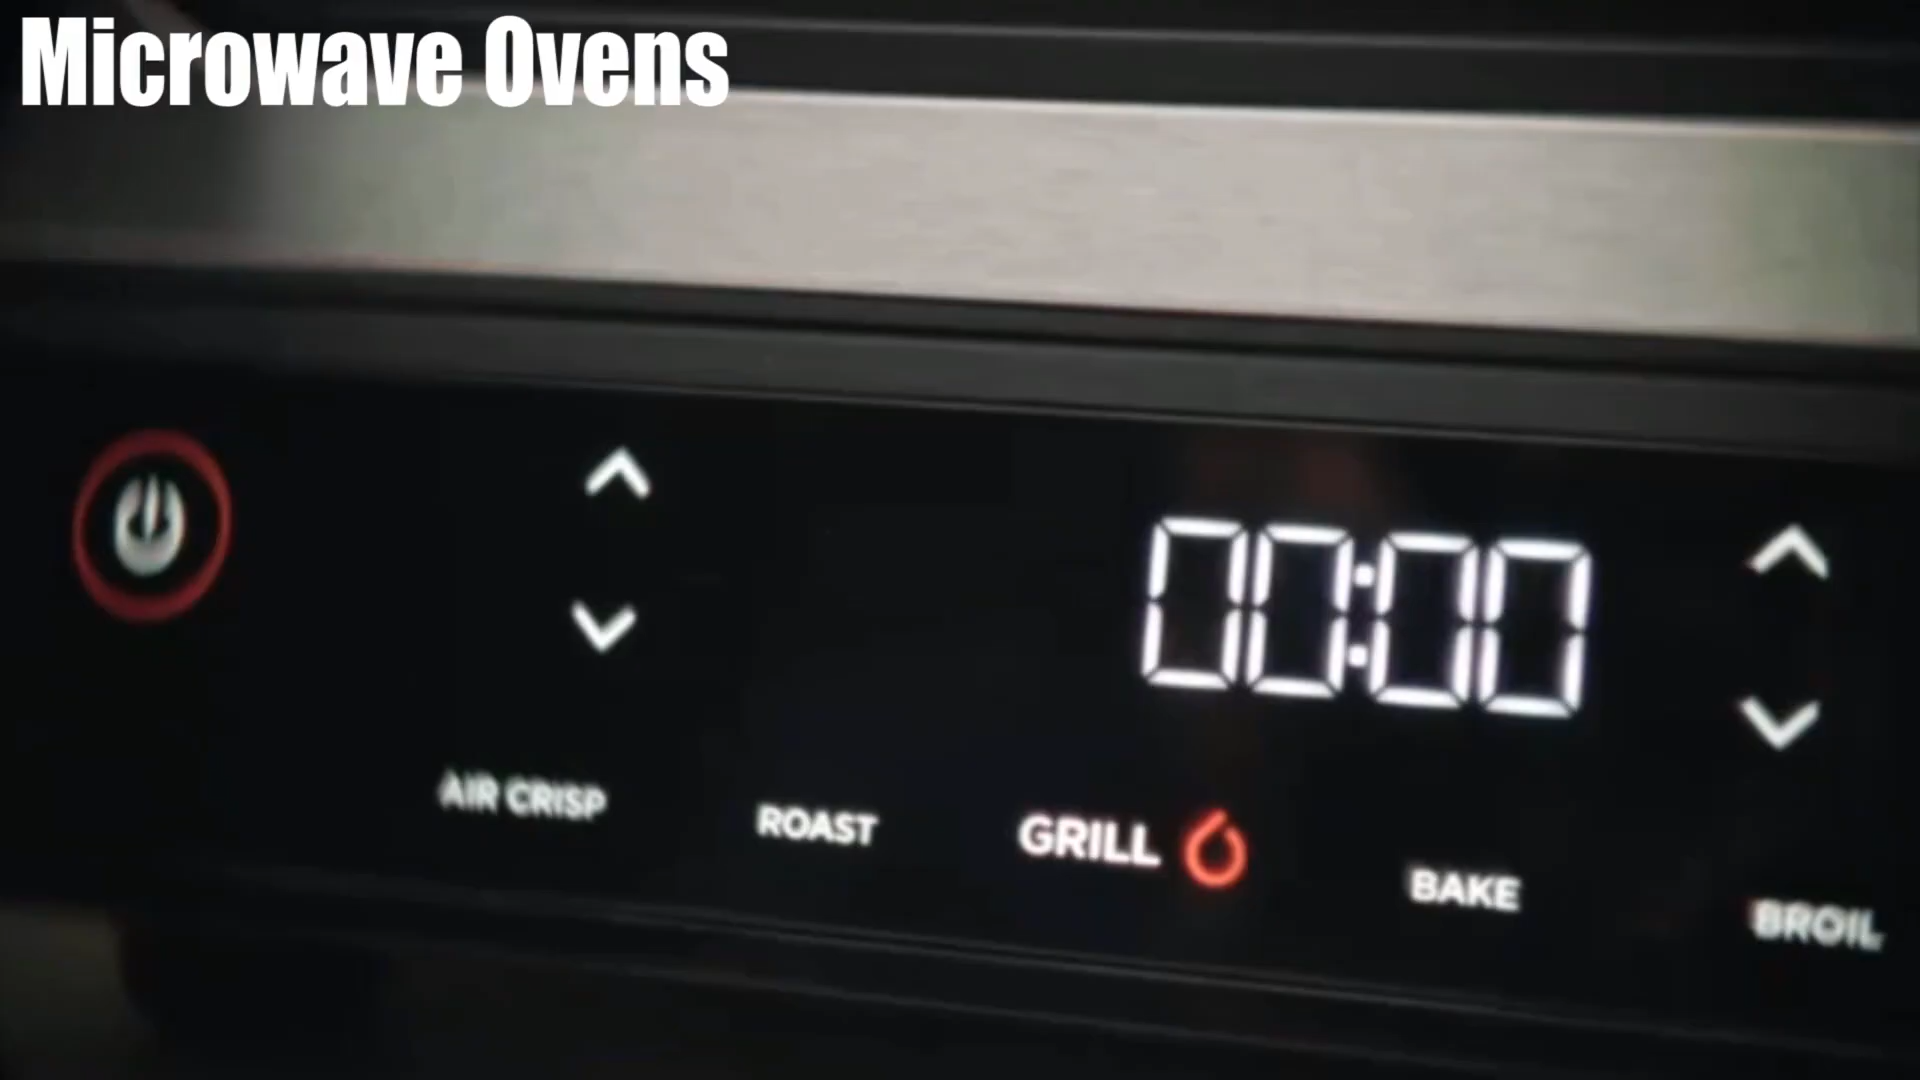 Microwave Ovens
00:00
AIR CRISP
ROAST
GRILL
BAKE
BROIL